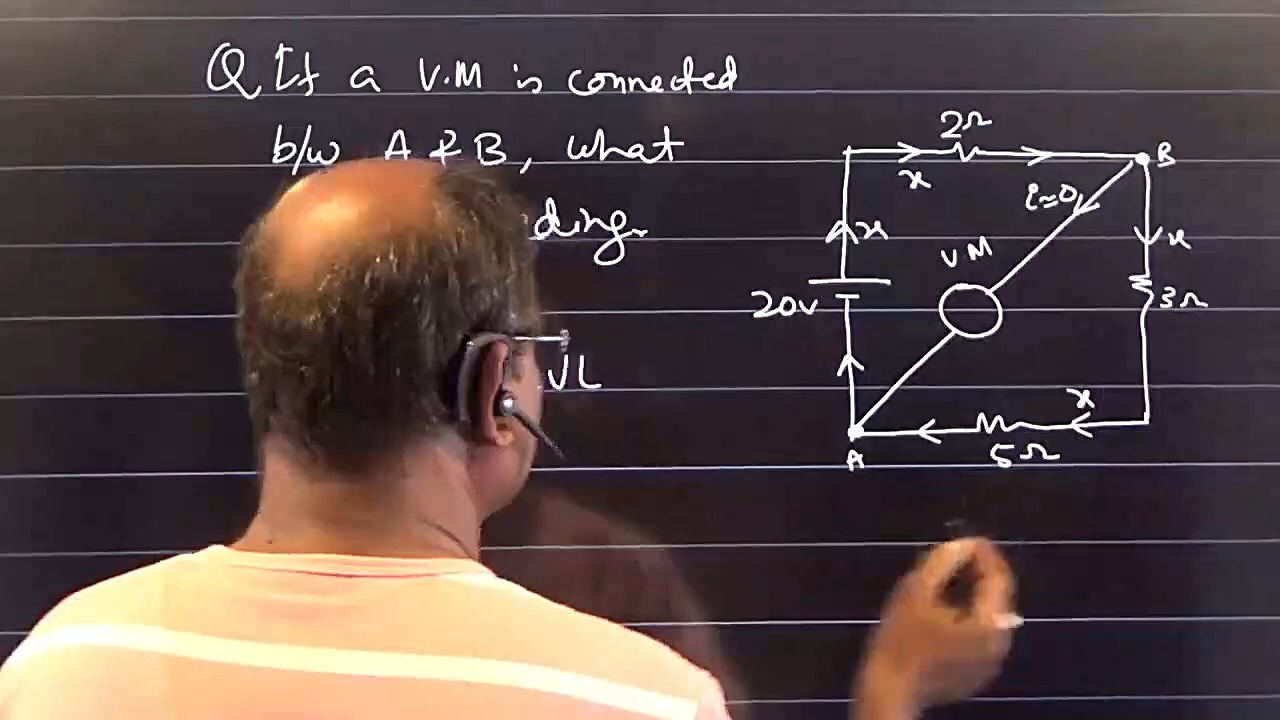 Q. If a V.M is connected
b/w A & B, what
ding.
VL
2Ω
B
x
i≈0
x
x
VM
20V
3Ω
x
5Ω
A